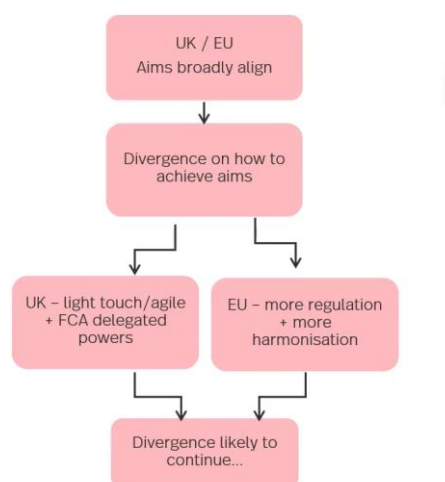 UK / EU
Aims broadly align
Divergence on how to
achieve aims
UK – light touch/agile
+ FCA delegated
powers
EU – more regulation
+ more
harmonisation
Divergence likely to
continue...